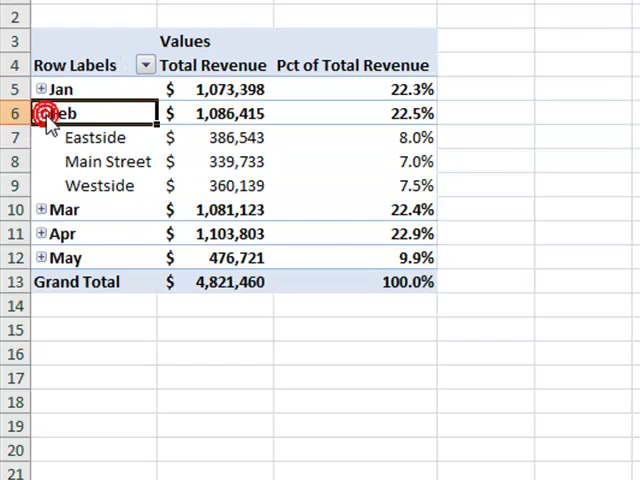 2
3 Values
4 Row Labels Total Revenue Pct of Total Revenue
5 Jan $ 1,073,398 22.3%
6 eb $ 1,086,415 22.5%
7 Eastside $ 386,543 8.0%
8 Main Street $ 339,733 7.0%
9 Westside $ 360,139 7.5%
10 Mar $ 1,081,123 22.4%
11 Apr $ 1,103,803 22.9%
12 May $ 476,721 9.9%
13 Grand Total $ 4,821,460 100.0%
14
15
16
17
18
19
20
21